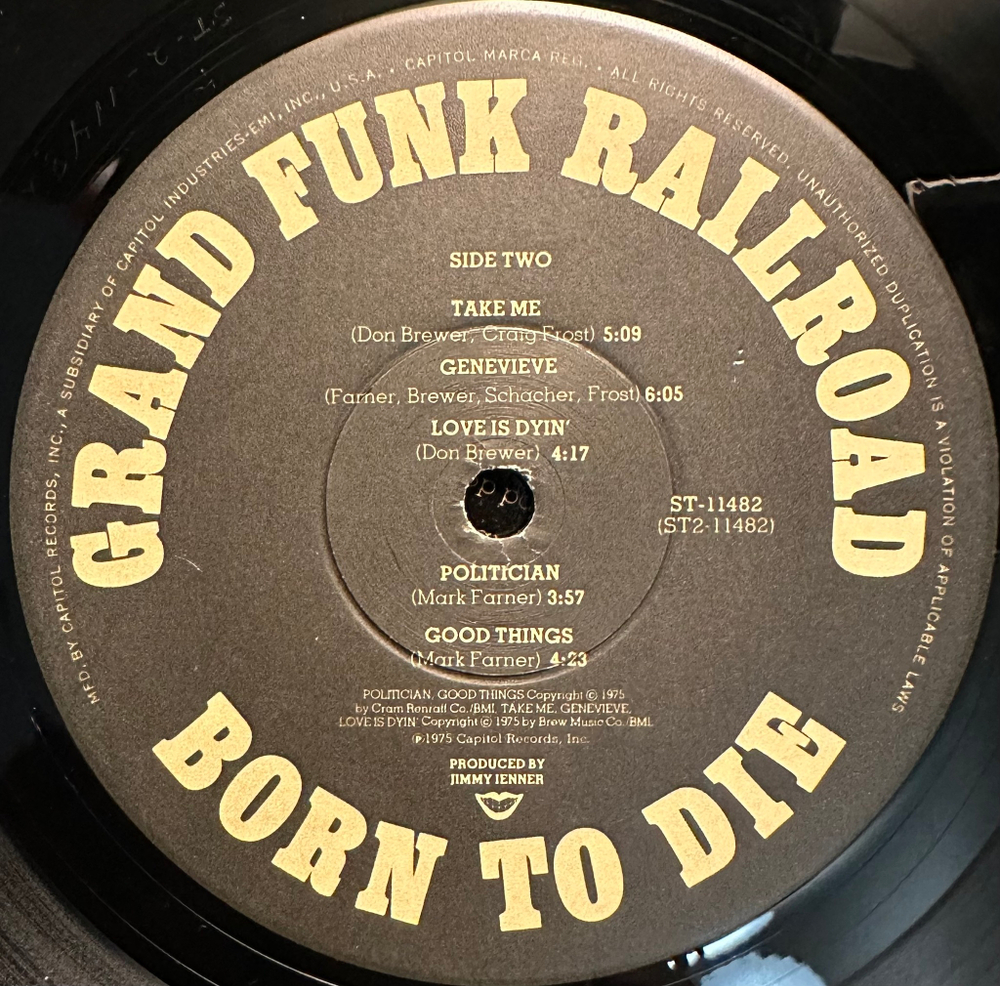 MFD. BY CAPITOL RECORDS, INC., A SUBSIDIARY OF CAPITOL INDUSTRIES-EMI, INC., U.S.A. • CAPITOL MARCA REG. • ALL RIGHTS RESERVED. UNAUTHORIZED DUPLICATION IS A VIOLATION OF APPLICABLE LAWS
GRAND FUNK RAILROAD
SIDE TWO
TAKE ME
(Don Brewer, Craig Frost) 5:09
GENEVIEVE
(Farner, Brewer, Schacher, Frost) 6:05
LOVE IS DYIN'
(Don Brewer) 4:17
ST-11482
(ST2-11482)
POLITICIAN
(Mark Farner) 3:57
GOOD THINGS
(Mark Farner) 4:23
POLITICIAN, GOOD THINGS Copyright © 1975
by Cram Renraff Co./BMI, TAKE ME, GENEVIEVE,
LOVE IS DYIN' Copyright © 1975 by Brew Music Co./BMI
℗1975 Capitol Records, Inc.
PRODUCED BY
JIMMY IENNER
BORN TO DIE